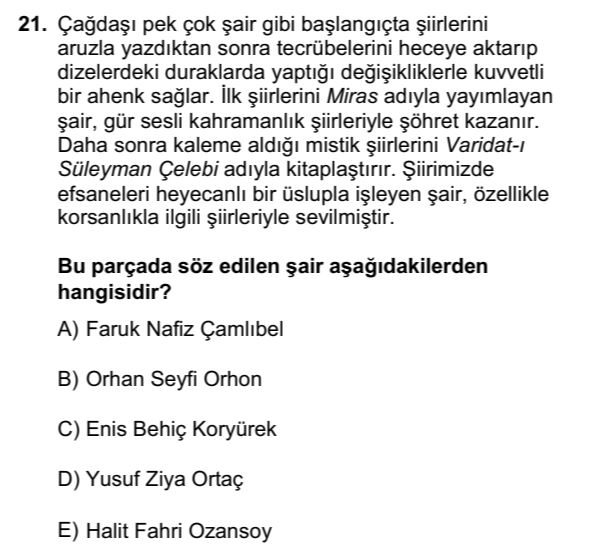 21. Çağdaşı pek çok şair gibi başlangıçta şiirlerini
aruzla yazdıktan sonra tecrübelerini heceye aktarıp
dizelerdeki duraklarda yaptığı değişikliklerle kuvvetli
bir ahenk sağlar. İlk şiirlerini Miras adıyla yayımlayan
şair, gür sesli kahramanlık şiirleriyle şöhret kazanır.
Daha sonra kaleme aldığı mistik şiirlerini Varidat-ı
Süleyman Çelebi adıyla kitaplaştırır. Şiirimizde
efsaneleri heyecanlı bir üslupla işleyen şair, özellikle
korsanlıkla ilgili şiirleriyle sevilmiştir.
Bu parçada söz edilen şair aşağıdakilerden
hangisidir?
A) Faruk Nafiz Çamlıbel
B) Orhan Seyfi Orhon
C) Enis Behiç Koryürek
D) Yusuf Ziya Ortaç
E) Halit Fahri Ozansoy